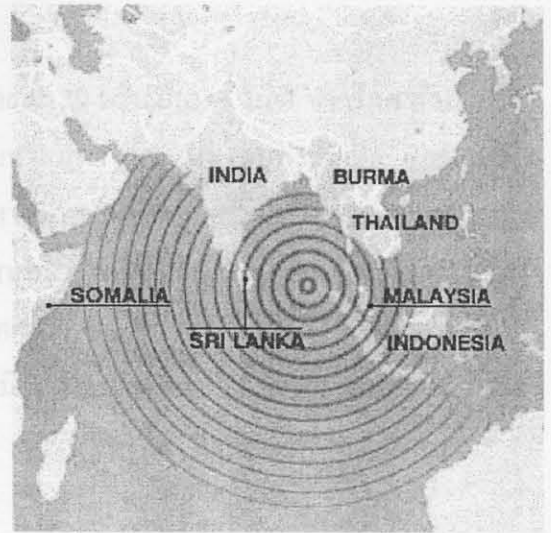 INDIA
BURMA
THAILAND
SOMALIA
MALAYSIA
SRI LANKA
INDONESIA